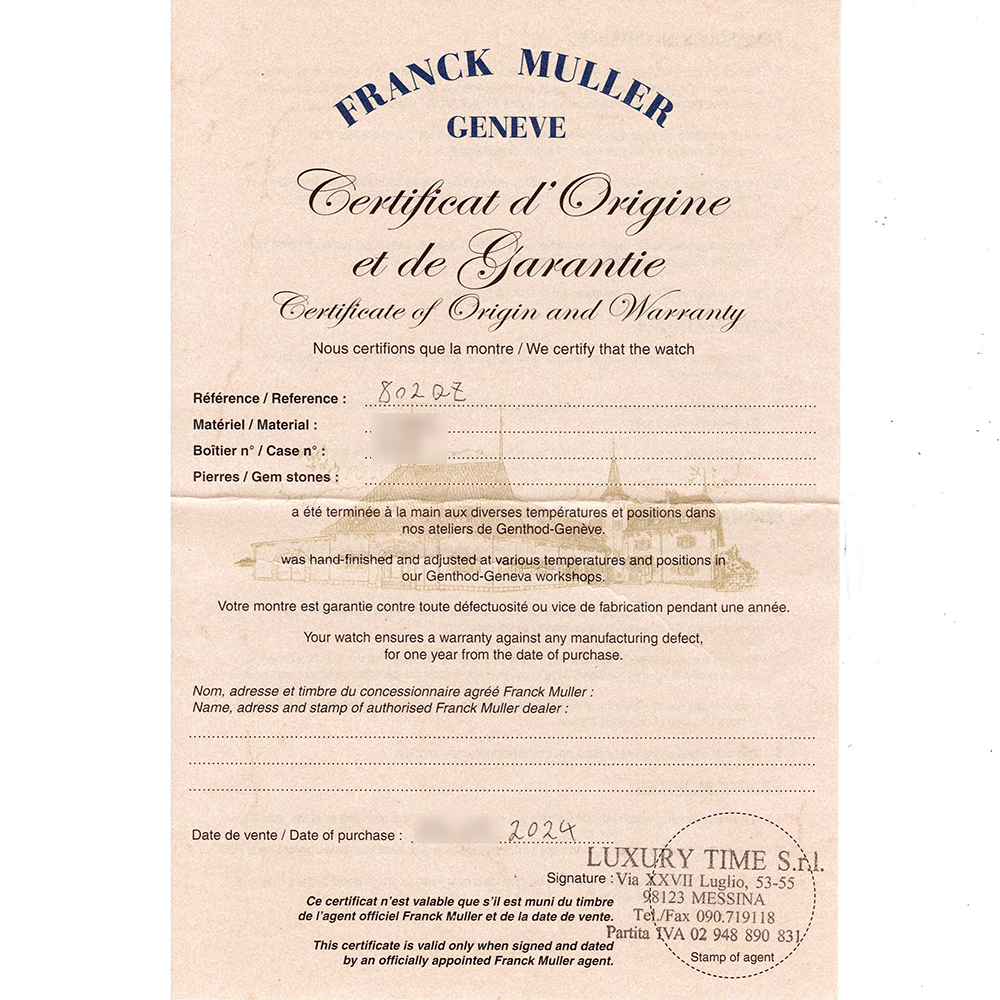 FRANCK MULLER
GENEVE
Certificat d'Origine
et de Garantie
Certificate of Origin and Warranty
Nous certifions que la montre / We certify that the watch
Référence / Reference : 802 QZ
Matériel / Material :
Boîtier n° / Case n° :
Pierres / Gem stones :
a été terminée à la main aux diverses températures et positions dans
nos ateliers de Genthod-Genève.
was hand-finished and adjusted at various temperatures and positions in
our Genthod-Geneva workshops.
Votre montre est garantie contre toute défectuosité ou vice de fabrication pendant une année.
Your watch ensures a warranty against any manufacturing defect,
for one year from the date of purchase.
Nom, adresse et timbre du concessionnaire agréé Franck Muller :
Name, adress and stamp of authorised Franck Muller dealer :
Date de vente / Date of purchase : 2024
LUXURY TIME S.r.l.
Signature : Via XXVII Luglio, 53-55
98123 MESSINA
Tel./Fax 090.719118
Partita IVA 02 948 890 831
Stamp of agent
Ce certificat n'est valable que s'il est muni du timbre
de l'agent officiel Franck Muller et de la date de vente.
This certificate is valid only when signed and dated
by an officially appointed Franck Muller agent.